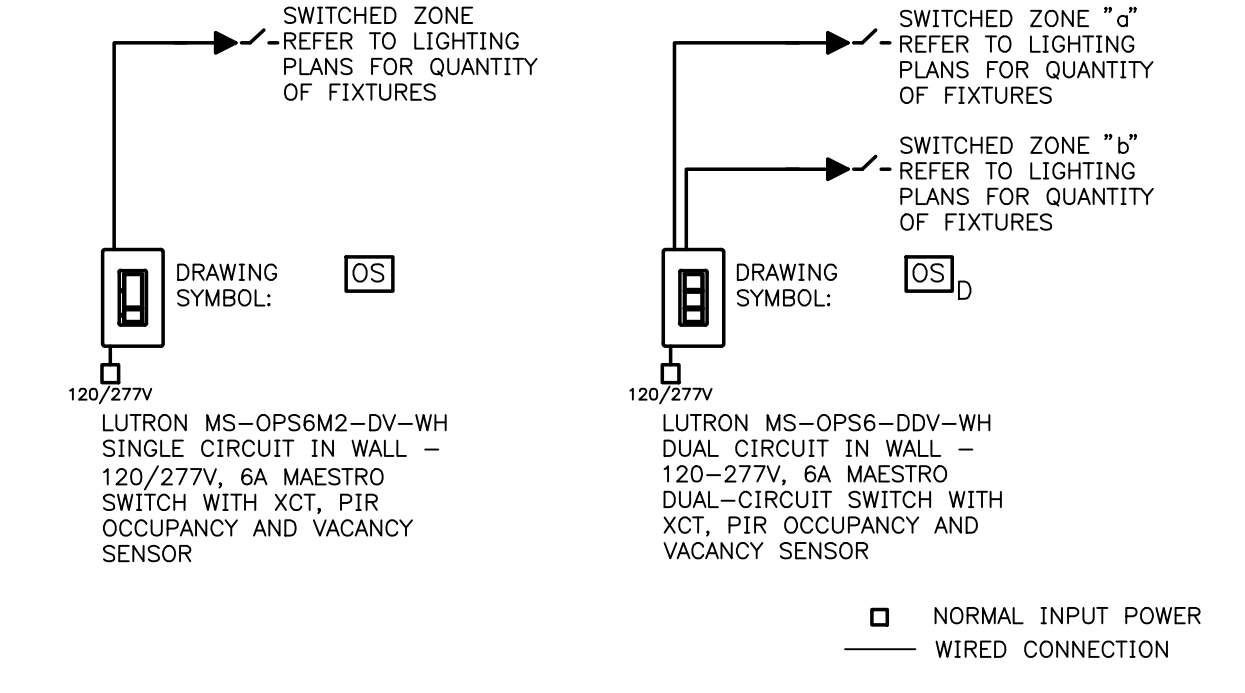 SWITCHED ZONE
REFER TO LIGHTING
PLANS FOR QUANTITY
OF FIXTURES
DRAWING
SYMBOL:
OS
120/277V
LUTRON MS-OPS6M2-DV-WH
SINGLE CIRCUIT IN WALL -
120/277V, 6A MAESTRO
SWITCH WITH XCT, PIR
OCCUPANCY AND VACANCY
SENSOR
SWITCHED ZONE "a"
REFER TO LIGHTING
PLANS FOR QUANTITY
OF FIXTURES
SWITCHED ZONE "b"
REFER TO LIGHTING
PLANS FOR QUANTITY
OF FIXTURES
DRAWING
SYMBOL:
OS
D
120/277V
LUTRON MS-OPS6-DDV-WH
DUAL CIRCUIT IN WALL -
120-277V, 6A MAESTRO
DUAL-CIRCUIT SWITCH WITH
XCT, PIR OCCUPANCY AND
VACANCY SENSOR
NORMAL INPUT POWER
WIRED CONNECTION